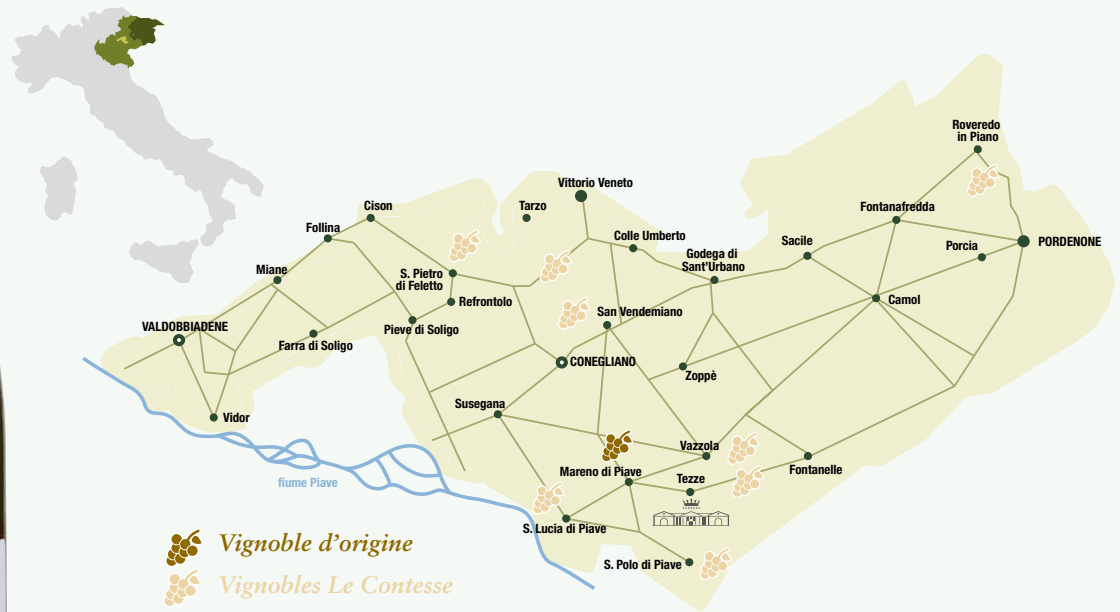 Roveredo
in Piano
Vittorio Veneto
Cison
Tarzo
Fontanafredda
Follina
Colle Umberto
Sacile
PORDENONE
Porcia
Godega di
Sant'Urbano
Miane
S. Pietro
di Feletto
Refrontolo
Camol
San Vendemiano
VALDOBBIADENE
Pieve di Soligo
Farra di Soligo
CONEGLIANO
Zoppè
Susegana
Vidor
Vazzola
Mareno di Piave
Fontanelle
Tezze
fiume Piave
S. Lucia di Piave
S. Polo di Piave
Vignoble d'origine
Vignobles Le Contesse